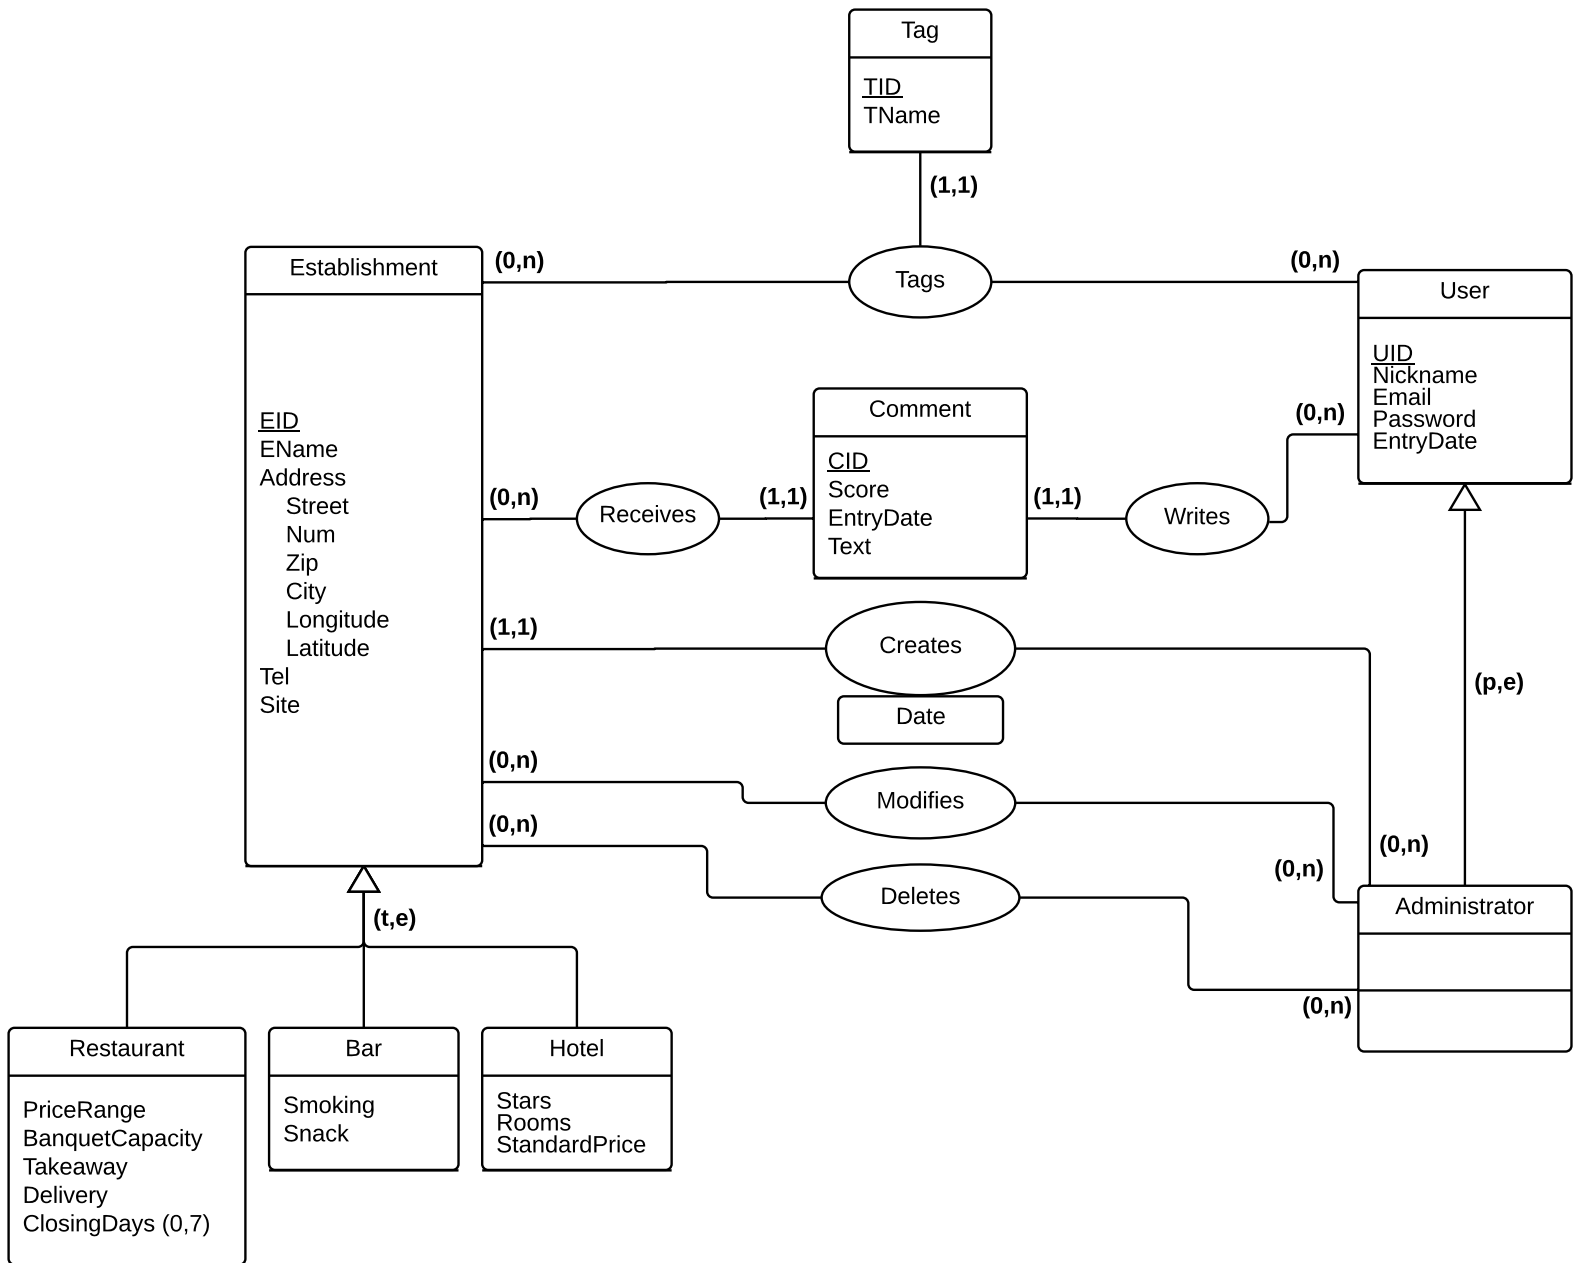 Tag
TID
TName
(1,1)
Establishment
(0,n)
Tags
(0,n)
User
UID
Nickname
Email
Password
EntryDate
EID
EName
Address
Street
Num
Zip
City
Longitude
Latitude
Tel
Site
Comment
CID
Score
EntryDate
Text
(0,n)
Receives
(1,1)
(1,1)
Writes
(0,n)
(1,1)
Creates
Date
(0,n)
(p,e)
(0,n)
Modifies
(0,n)
(0,n)
Deletes
(0,n)
Administrator
(t,e)
Restaurant
PriceRange
BanquetCapacity
Takeaway
Delivery
ClosingDays (0,7)
Bar
Smoking
Snack
Hotel
Stars
Rooms
StandardPrice